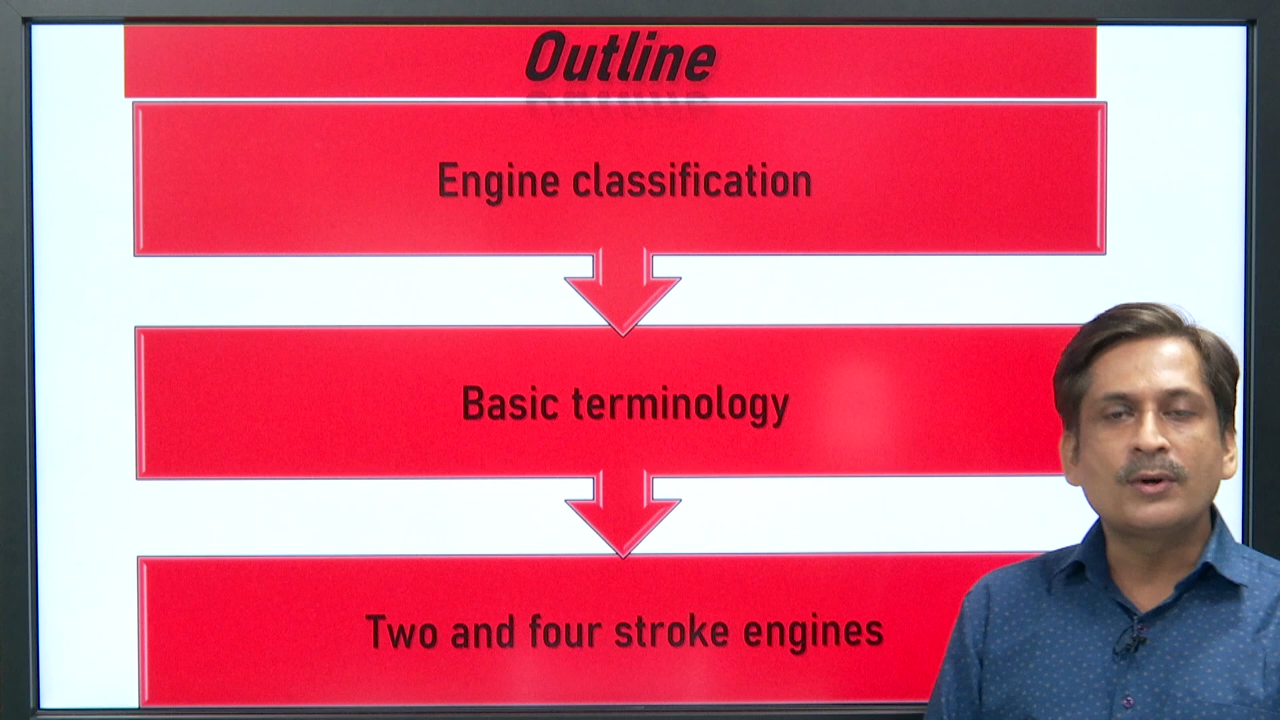 Outline
Engine classification
Basic terminology
Two and four stroke engines